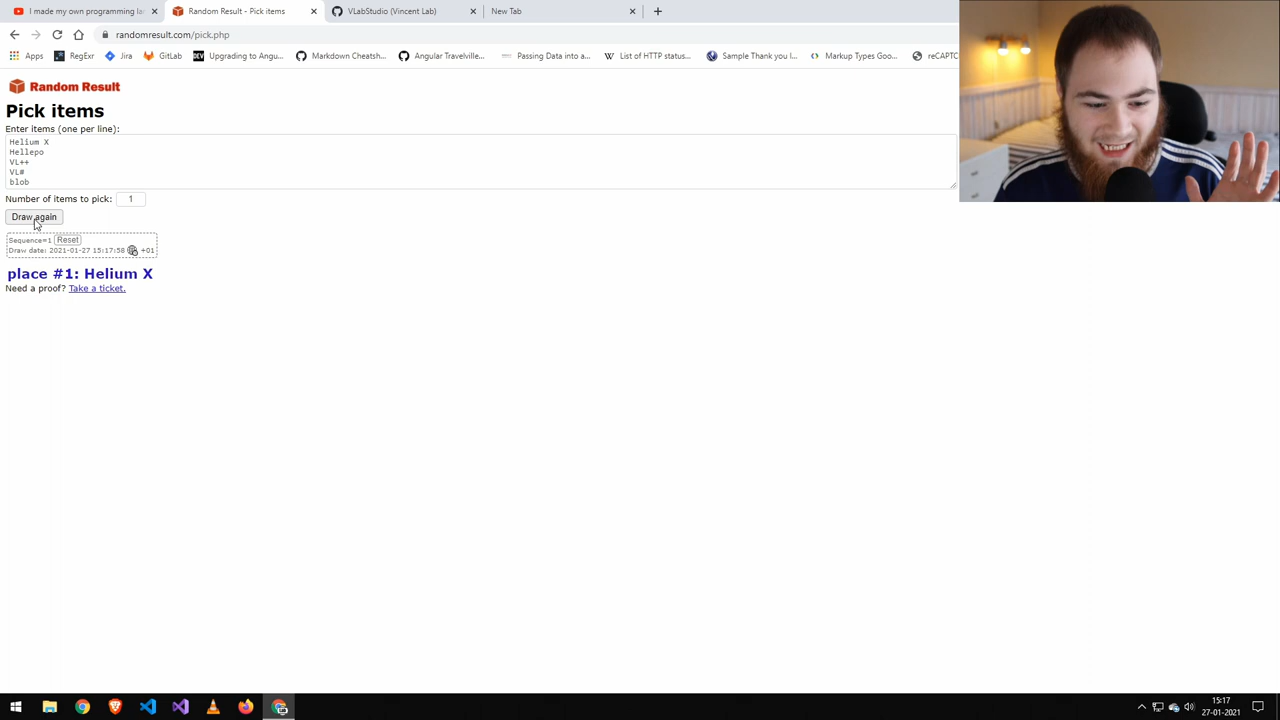 I made my own programming la
Random Result - Pick items
VLabStudio (Vincent Lab)
New Tab
randomresult.com/pick.php
Apps
RegExr
Jira
GitLab
DEV
Upgrading to Angu...
Markdown Cheatsh...
Angular Travelville...
Passing Data into a...
W
List of HTTP status...
Sample Thank you l...
Markup Types Goo...
reCAPTC
Random Result
Pick items
Enter items (one per line):
Helium X
Hellepo
VL++
VL#
blob
Number of items to pick: 1
Draw again
Sequence=1 Reset
Draw date: 2021-01-27 15:17:58 +01
place #1: Helium X
Need a proof? Take a ticket.
15:17
27-01-2021